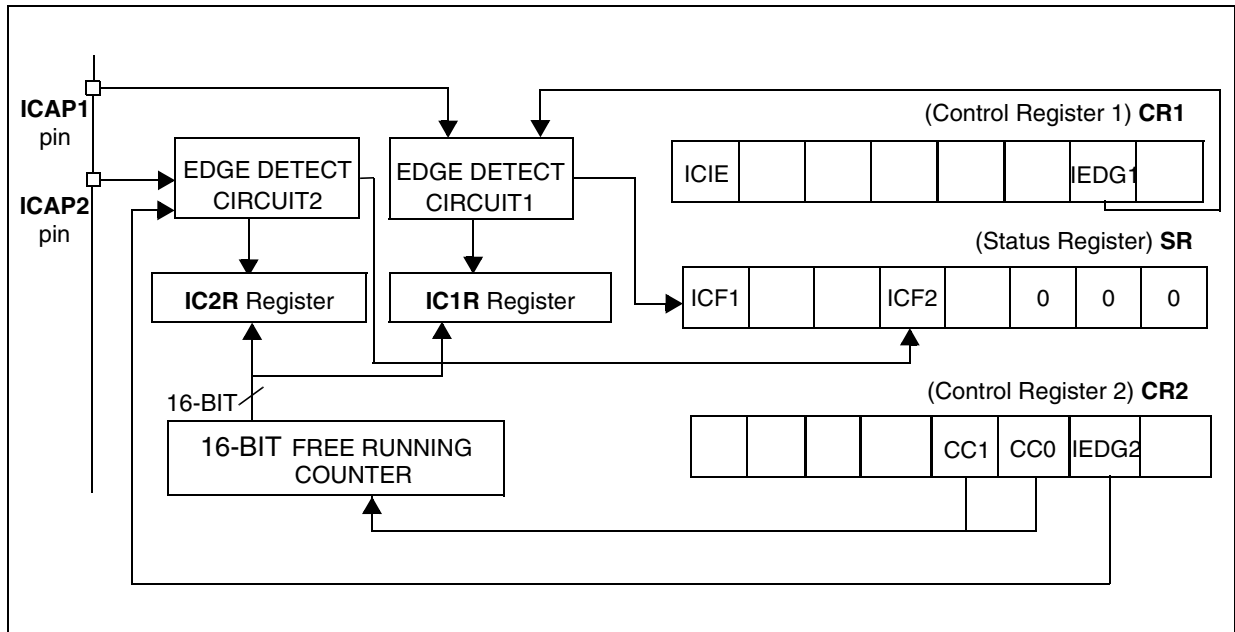 ICAP1
pin
ICAP2
pin
EDGE DETECT
CIRCUIT2
EDGE DETECT
CIRCUIT1
IC2R Register
IC1R Register
16-BIT
16-BIT FREE RUNNING
COUNTER
(Control Register 1) CR1
ICIE
IEDG1
(Status Register) SR
ICF1
ICF2
0
0
0
(Control Register 2) CR2
CC1
CC0
IEDG2